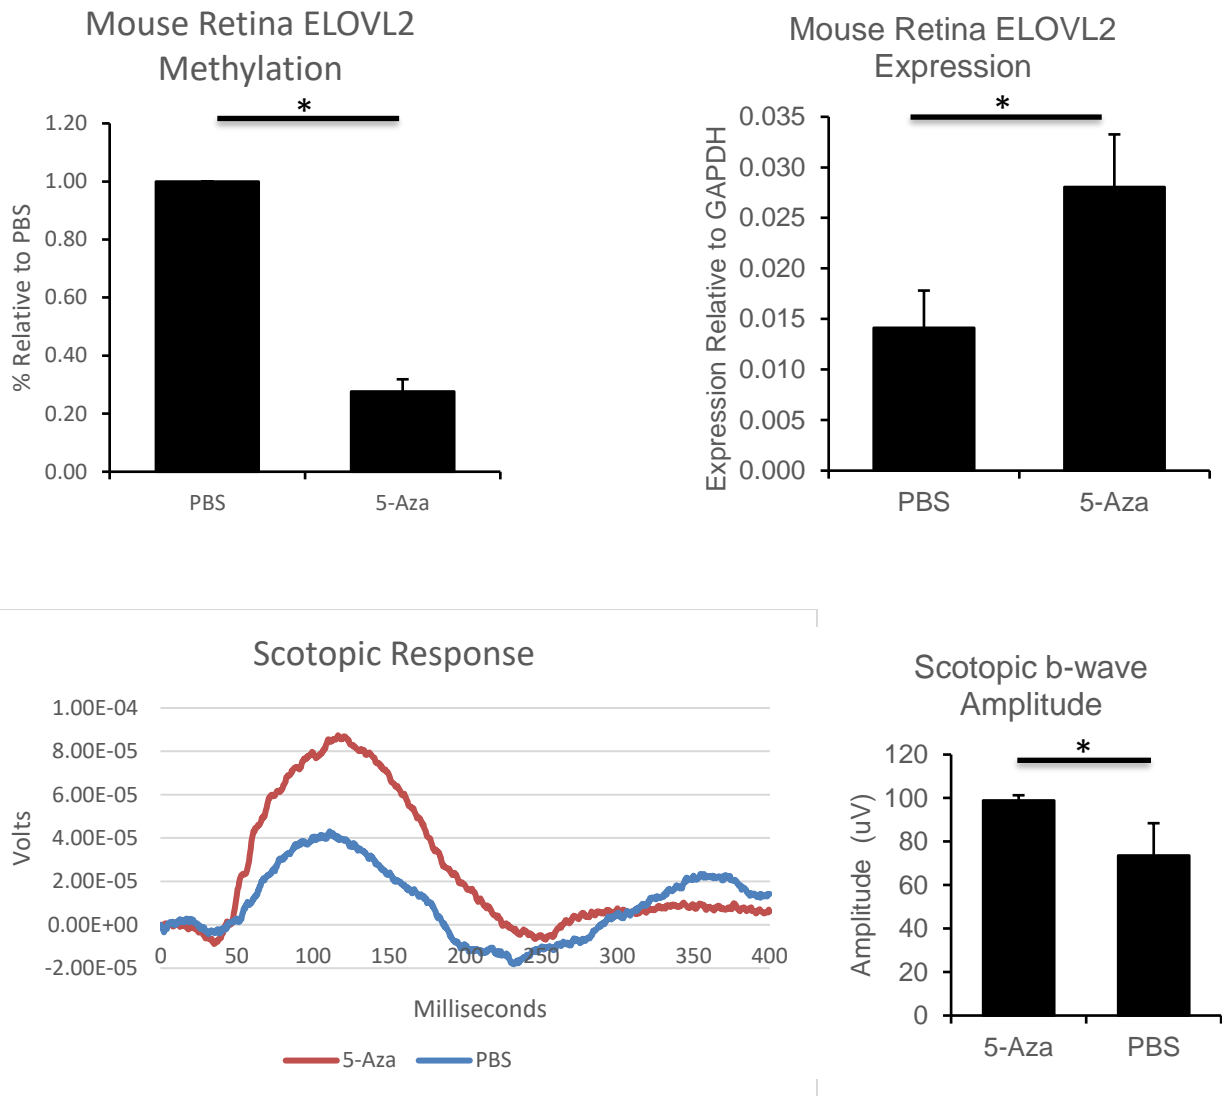 Mouse Retina ELOVL2
Methylation
*
% Relative to PBS
1.20
1.00
0.80
0.60
0.40
0.20
0.00
PBS
5-Aza
Mouse Retina ELOVL2
Expression
*
Expression Relative to GAPDH
0.035
0.030
0.025
0.020
0.015
0.010
0.005
0.000
PBS
5-Aza
Scotopic Response
Volts
1.00E-04
8.00E-05
6.00E-05
4.00E-05
2.00E-05
0.00E+00
-2.00E-05
0 50 100 150 200 250 300 350 400
Milliseconds
5-Aza PBS
Scotopic b-wave
Amplitude
*
Amplitude (uV)
120
100
80
60
40
20
0
5-Aza
PBS